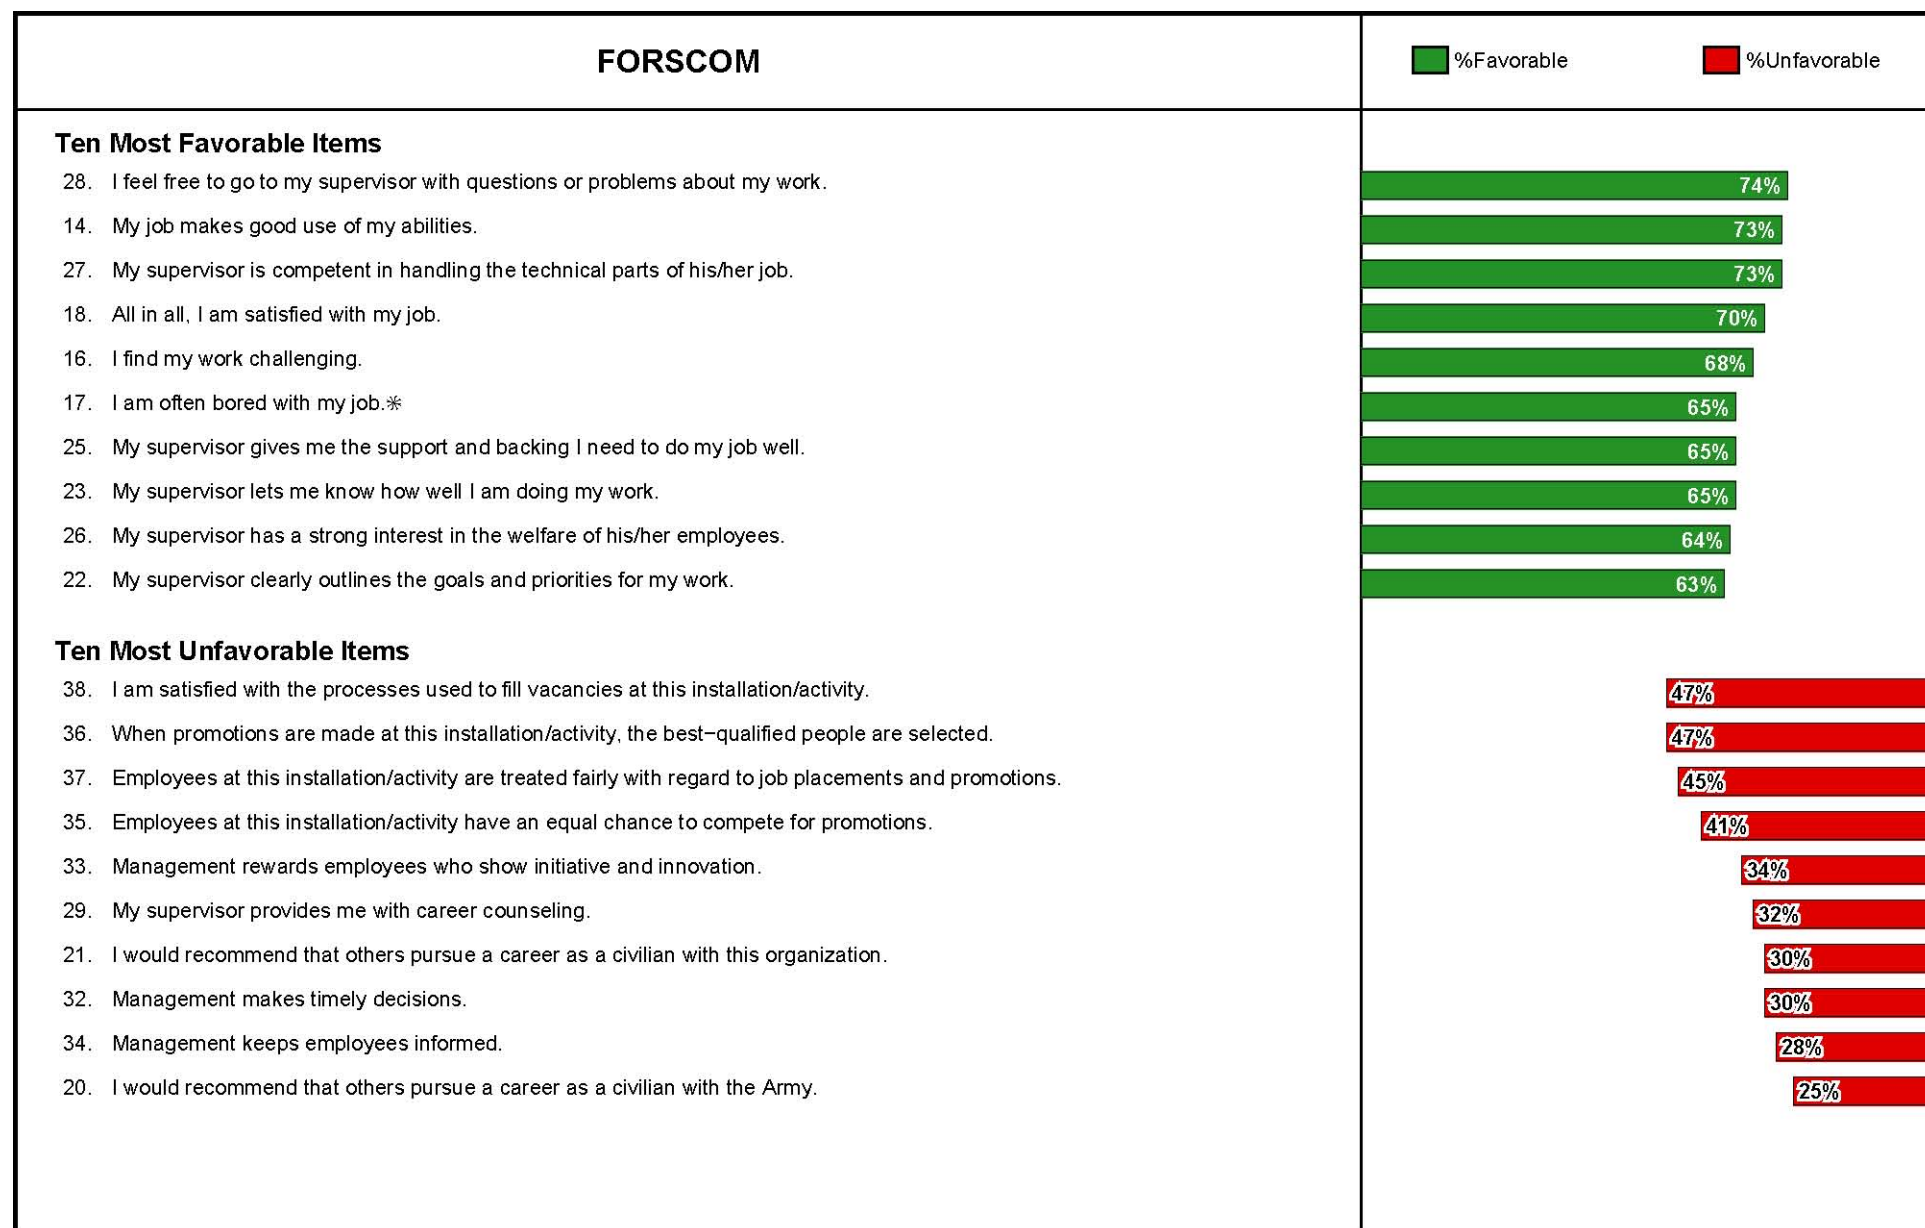 FORSCOM
%Favorable %Unfavorable
Ten Most Favorable Items
28. I feel free to go to my supervisor with questions or problems about my work. 74%
14. My job makes good use of my abilities. 73%
27. My supervisor is competent in handling the technical parts of his/her job. 73%
18. All in all, I am satisfied with my job. 70%
16. I find my work challenging. 68%
17. I am often bored with my job.* 65%
25. My supervisor gives me the support and backing I need to do my job well. 65%
23. My supervisor lets me know how well I am doing my work. 65%
26. My supervisor has a strong interest in the welfare of his/her employees. 64%
22. My supervisor clearly outlines the goals and priorities for my work. 63%
Ten Most Unfavorable Items
38. I am satisfied with the processes used to fill vacancies at this installation/activity. 47%
36. When promotions are made at this installation/activity, the best-qualified people are selected. 47%
37. Employees at this installation/activity are treated fairly with regard to job placements and promotions. 45%
35. Employees at this installation/activity have an equal chance to compete for promotions. 41%
33. Management rewards employees who show initiative and innovation. 34%
29. My supervisor provides me with career counseling. 32%
21. I would recommend that others pursue a career as a civilian with this organization. 30%
32. Management makes timely decisions. 30%
34. Management keeps employees informed. 28%
20. I would recommend that others pursue a career as a civilian with the Army. 25%